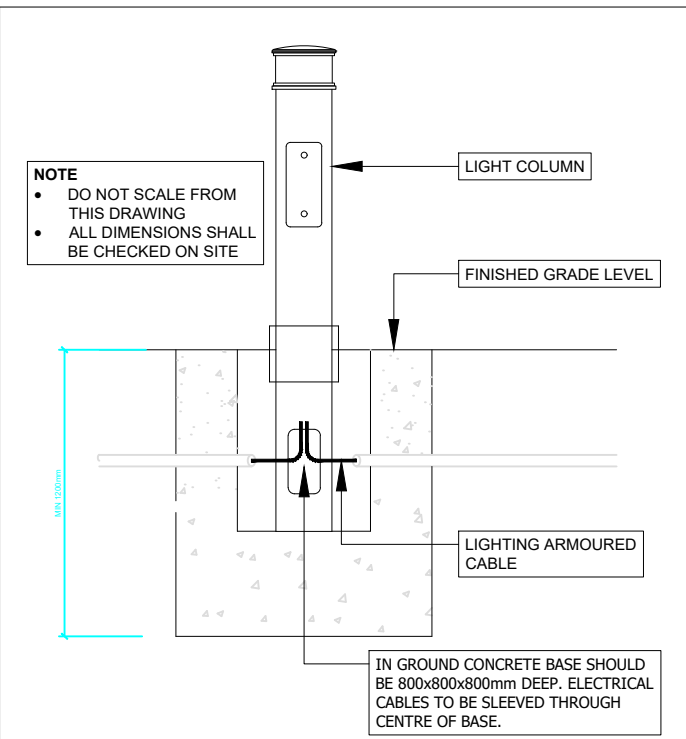 LIGHT COLUMN
NOTE
• DO NOT SCALE FROM
THIS DRAWING
• ALL DIMENSIONS SHALL
BE CHECKED ON SITE
FINISHED GRADE LEVEL
MIN 1200mm
LIGHTING ARMOURED
CABLE
IN GROUND CONCRETE BASE SHOULD
BE 800x800x800mm DEEP. ELECTRICAL
CABLES TO BE SLEEVED THROUGH
CENTRE OF BASE.